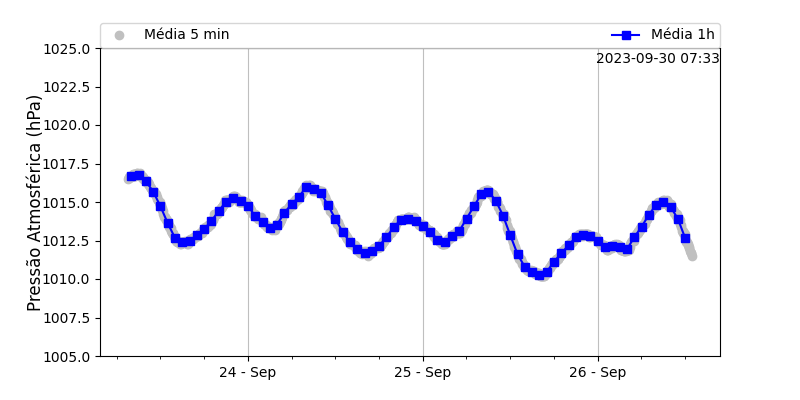 Média 5 min
Média 1h
2023-09-30 07:33
Pressão Atmosférica (hPa)
1025.0
1022.5
1020.0
1017.5
1015.0
1012.5
1010.0
1007.5
1005.0
24 - Sep
25 - Sep
26 - Sep